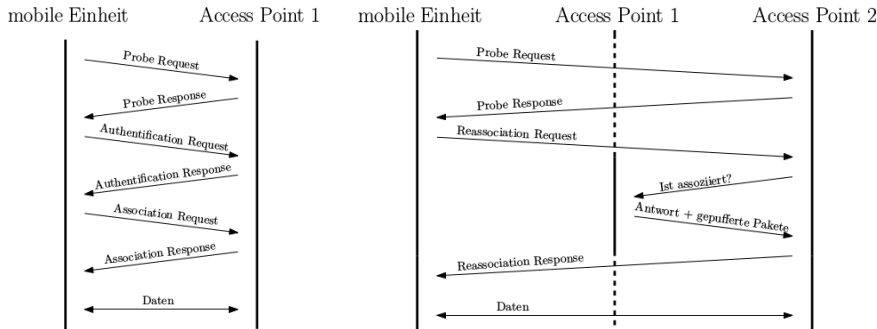 mobile Einheit Access Point 1
Probe Request
Probe Response
Authentification Request
Authentification Response
Association Request
Association Response
Daten
mobile Einheit Access Point 1 Access Point 2
Probe Request
Probe Response
Reassociation Request
Ist assoziiert?
Antwort + gepufferte Pakete
Reassociation Response
Daten